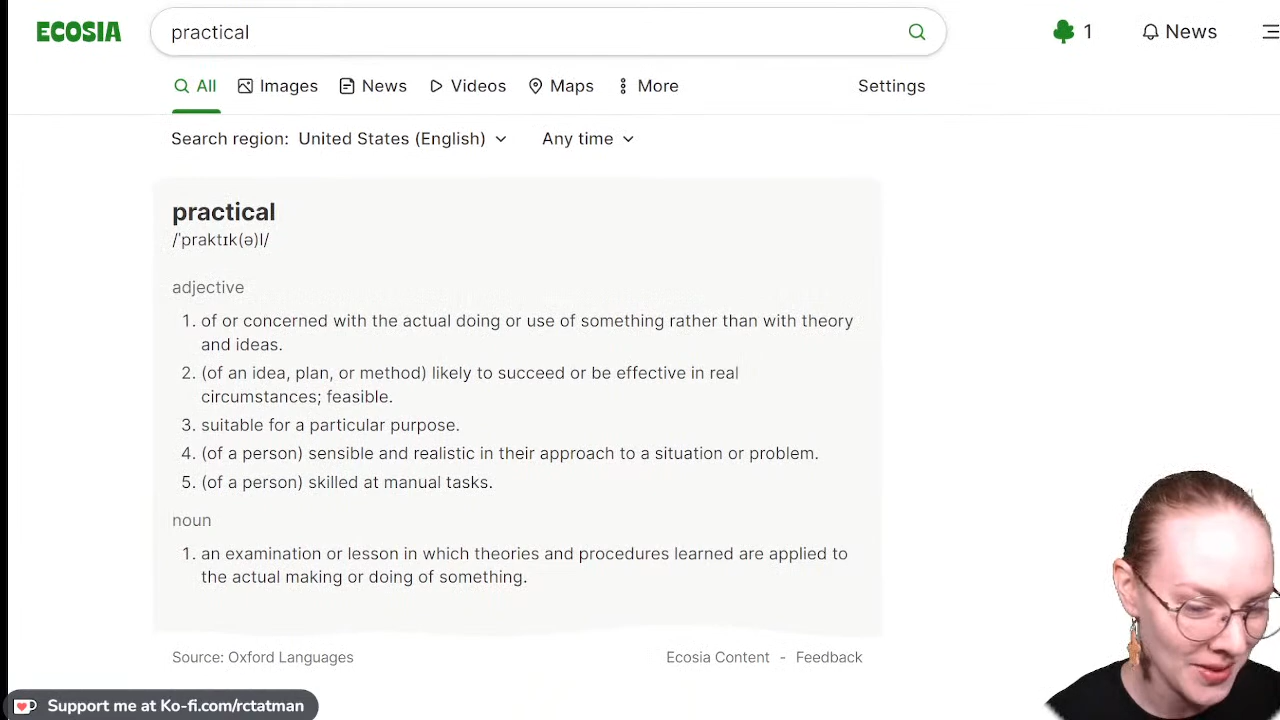 ECOSIA
practical
1
News
All
Images
News
Videos
Maps
More
Settings
Search region: United States (English)
Any time
practical
/ˈpraktɪk(ə)l/
adjective
1. of or concerned with the actual doing or use of something rather than with theory
and ideas.
2. (of an idea, plan, or method) likely to succeed or be effective in real
circumstances; feasible.
3. suitable for a particular purpose.
4. (of a person) sensible and realistic in their approach to a situation or problem.
5. (of a person) skilled at manual tasks.
noun
1. an examination or lesson in which theories and procedures learned are applied to
the actual making or doing of something.
Source: Oxford Languages
Ecosia Content - Feedback
Support me at Ko-fi.com/rctatman